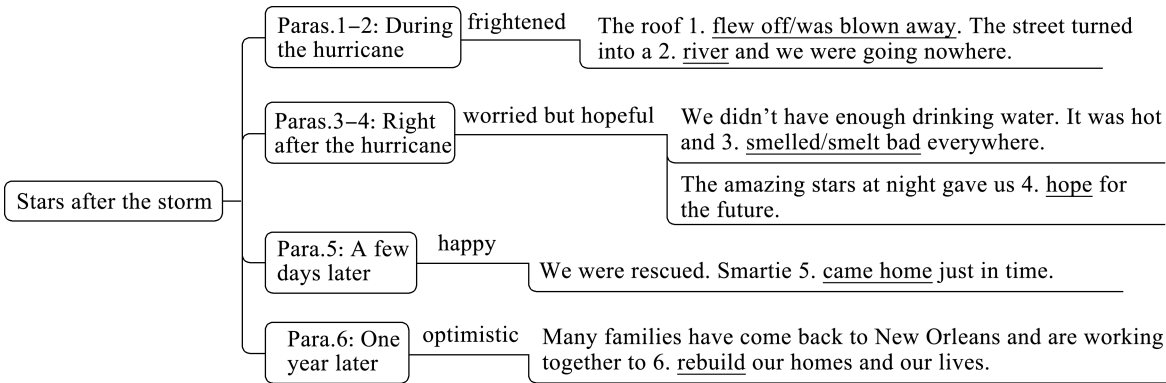 Stars after the storm
Paras.1–2: During
the hurricane
frightened
The roof 1. flew off/was blown away. The street turned
into a 2. river and we were going nowhere.
Paras.3–4: Right
after the hurricane
worried but hopeful
We didn’t have enough drinking water. It was hot
and 3. smelled/smelt bad everywhere.
The amazing stars at night gave us 4. hope for
the future.
Para.5: A few
days later
happy
We were rescued. Smartie 5. came home just in time.
Para.6: One
year later
optimistic
Many families have come back to New Orleans and are working
together to 6. rebuild our homes and our lives.